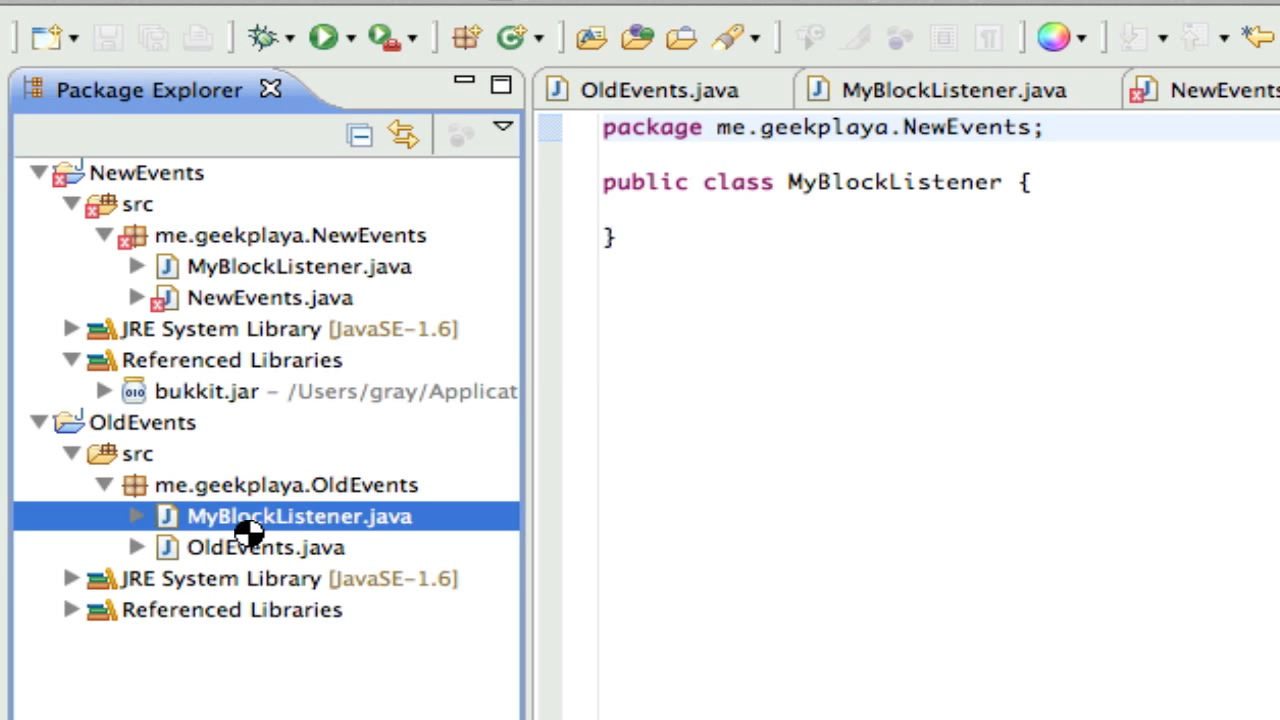 Package Explorer
OldEvents.java
MyBlockListener.java
NewEvents
package me.geekplaya.NewEvents;
public class MyBlockListener {
}
NewEvents
src
me.geekplaya.NewEvents
MyBlockListener.java
NewEvents.java
JRE System Library [JavaSE-1.6]
Referenced Libraries
bukkit.jar – /Users/gray/Applicat
OldEvents
src
me.geekplaya.OldEvents
MyBlockListener.java
OldEvents.java
JRE System Library [JavaSE-1.6]
Referenced Libraries